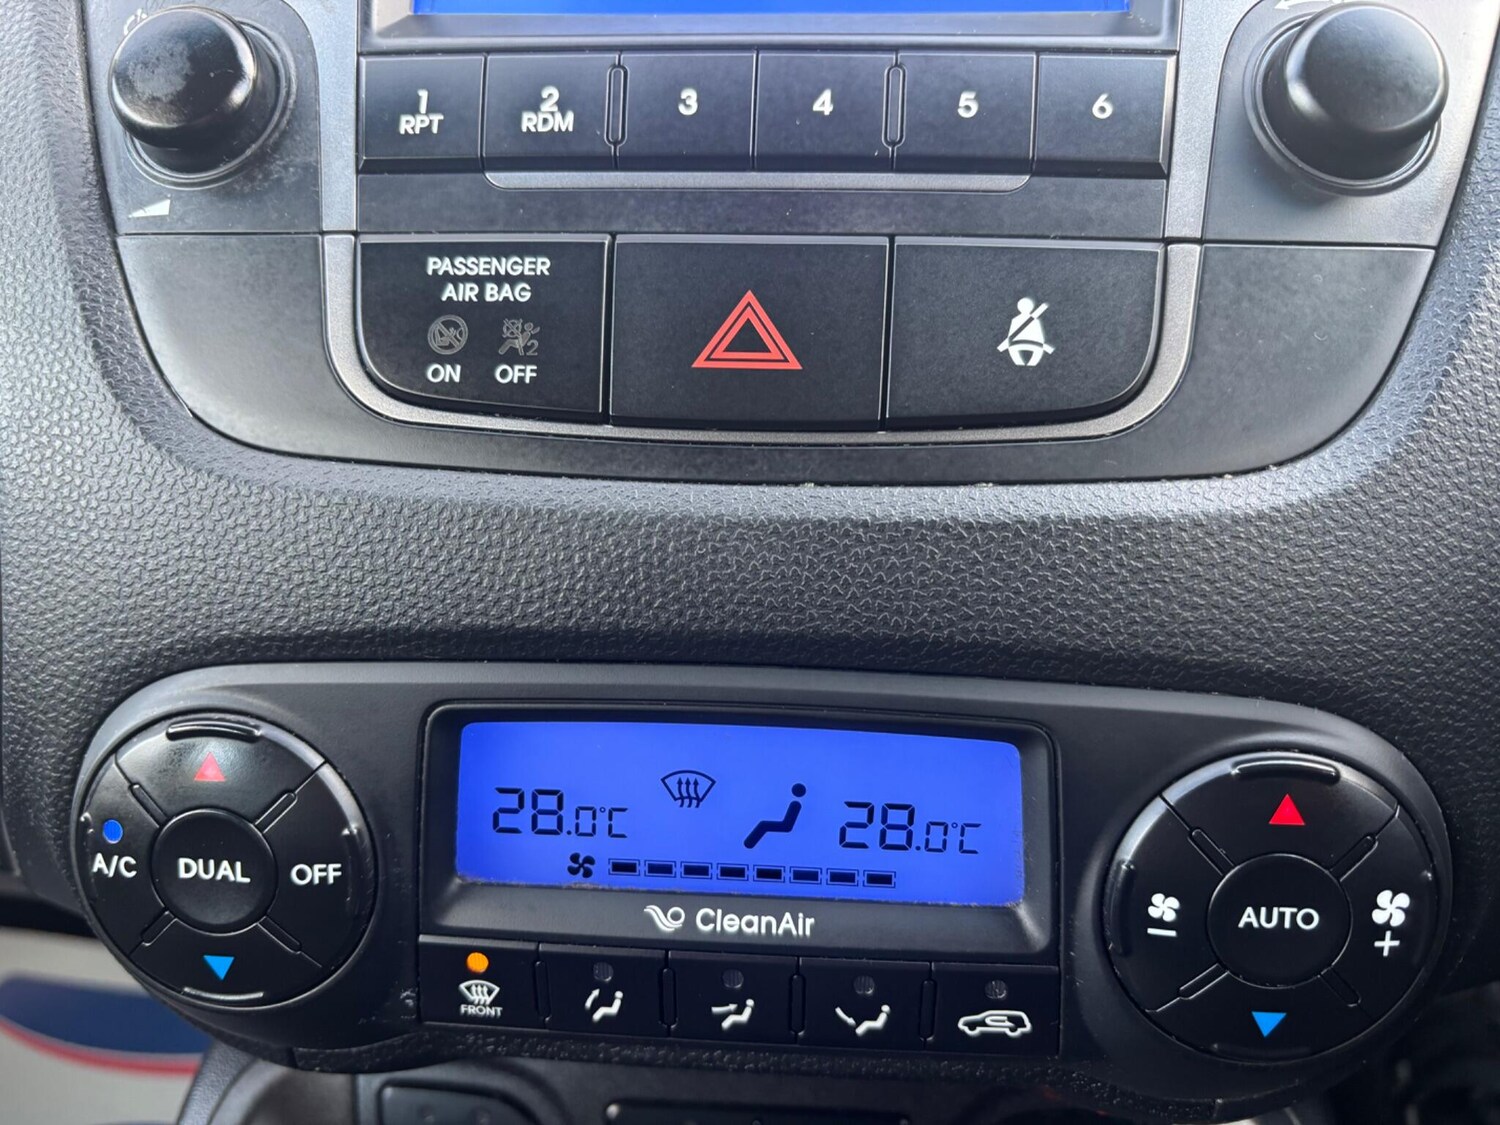 1
RPT
2
RDM
3
4
5
6
PASSENGER
AIR BAG
2
ON
OFF
28.0°C
28.0°C
CleanAir
A/C
DUAL
OFF
AUTO
FRONT